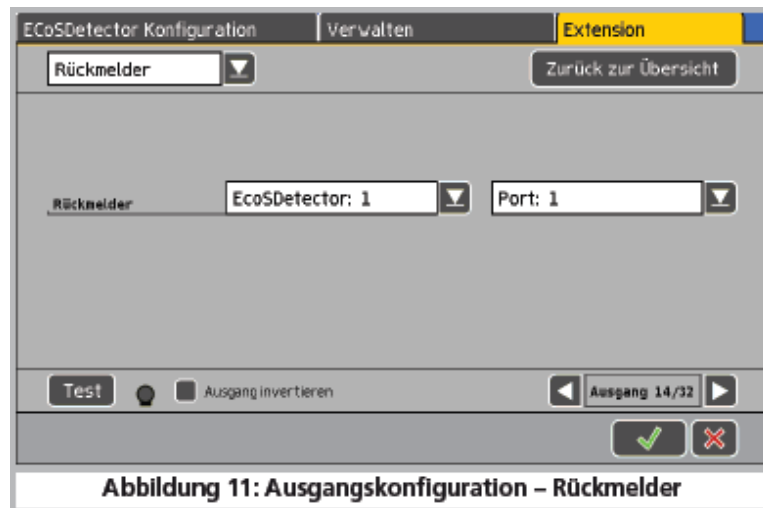 ECoSDetector Konfiguration Verwalten Extension
Rückmelder Zurück zur Übersicht
Rückmelder EcoSDetector: 1 Port: 1
Test Ausgang invertieren Ausgang 14/32
Abbildung 11: Ausgangskonfiguration – Rückmelder